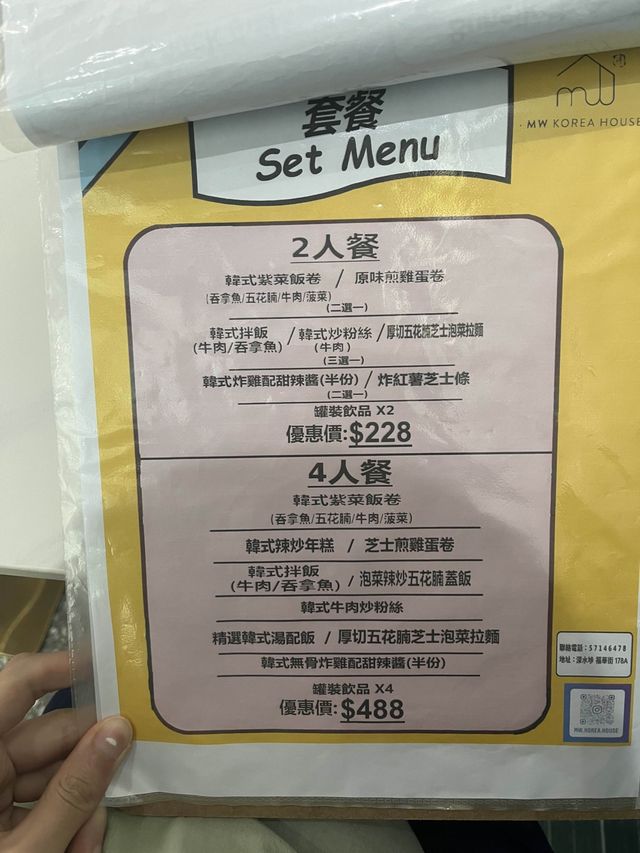 套餐
Set Menu
MW KOREA HOUSE
2人餐
韓式紫菜飯卷 / 原味煎雞蛋卷
(吞拿魚/五花腩/牛肉/菠菜)
(二選一)
韓式拌飯 / 韓式炒粉絲 / 厚切五花腩芝士泡菜拉麵
(牛肉/吞拿魚) (牛肉)
(三選一)
韓式炸雞配甜辣醬(半份) / 炸紅薯芝士條
(二選一)
罐裝飲品 X2
優惠價:$228
4人餐
韓式紫菜飯卷
(吞拿魚/五花腩/牛肉/菠菜)
韓式辣炒年糕 / 芝士煎雞蛋卷
韓式拌飯
(牛肉/吞拿魚) / 泡菜辣炒五花腩蓋飯
韓式牛肉炒粉絲
精選韓式湯配飯 / 厚切五花腩芝士泡菜拉麵
韓式無骨炸雞配甜辣醬(半份)
罐裝飲品 X4
優惠價:$488
聯絡電話:57146478
地址:深水埗 福華街 178A
MW.KOREA.HOUSE